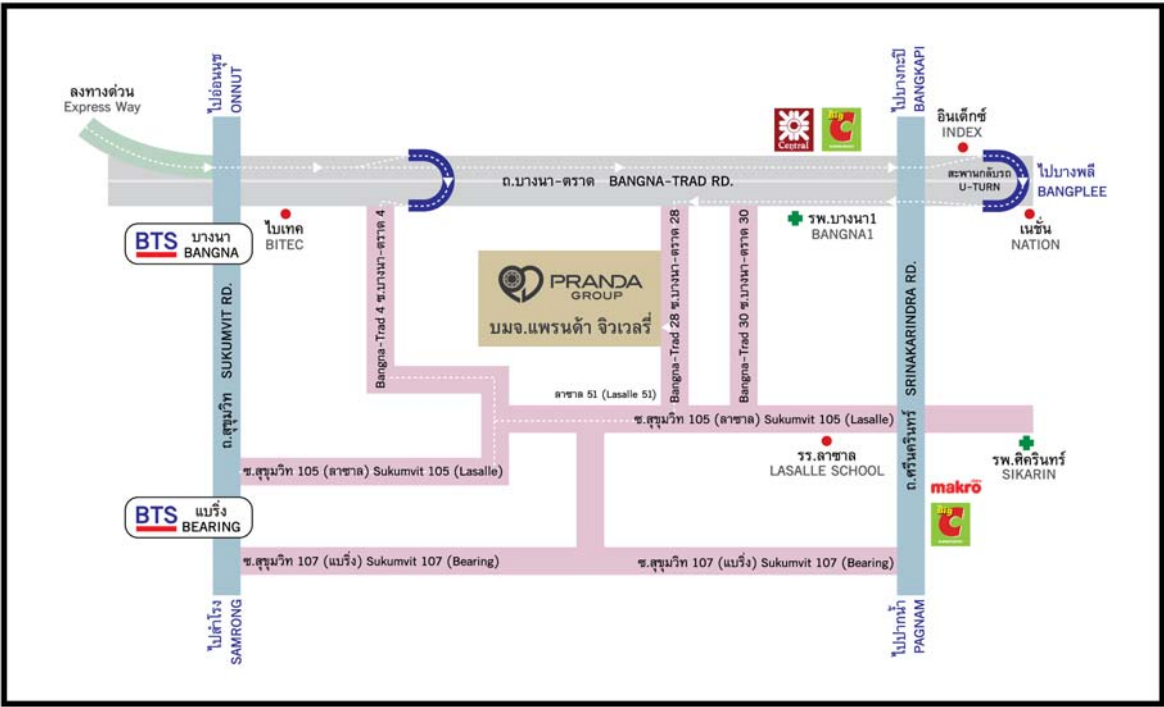 ไปอ่อนนุช
ONNUT
ไปบางกะปิ
BANGKAPI
ลงทางด่วน
Express Way
Central
Big C
อินเด็กซ์
INDEX
ถ.บางนา-ตราด BANGNA-TRAD RD.
สะพานกลับรถ
U-TURN
ไปบางพลี
BANGPLEE
BTS บางนา
BANGNA
ไบเทค
BITEC
รพ.บางนา1
BANGNA1
เนชั่น
NATION
Bangna-Trad 4 ซ.บางนา-ตราด 4
PRANDA
GROUP
บมจ.แพรนด้า จิวเวลรี่
Bangna-Trad 28 ซ.บางนา-ตราด 28
Bangna-Trad 30 ซ.บางนา-ตราด 30
ถ.สุขุมวิท SUKUMVIT RD.
ถ.ศรีนครินทร์ SRINAKARINDRA RD.
ลาซาล 51 (Lasalle 51)
ซ.สุขุมวิท 105 (ลาซาล) Sukumvit 105 (Lasalle)
รร.ลาซาล
LASALLE SCHOOL
รพ.ศิครินทร์
SIKARIN
ซ.สุขุมวิท 105 (ลาซาล) Sukumvit 105 (Lasalle)
makro
Big C
BTS แบริ่ง
BEARING
ซ.สุขุมวิท 107 (แบริ่ง) Sukumvit 107 (Bearing)
ซ.สุขุมวิท 107 (แบริ่ง) Sukumvit 107 (Bearing)
ไปสำโรง
SAMRONG
ไปปากน้ำ
PAGNAM